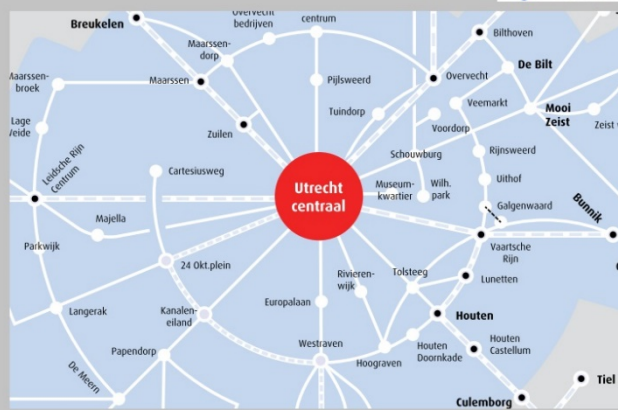 Overvecht
bedrijven
centrum
Breukelen
Maarssen-
dorp
Bilthoven
De Bilt
Maarssen
Pijlsweerd
Overvecht
Maarssen-
broek
Veemarkt
Mooi
Zeist
Tuindorp
Zuilen
Voordorp
Zeist
Lage
Weide
Rijnsweerd
Schouwburg
Leidsche Rijn
Centrum
Cartesiusweg
Utrecht
centraal
Museum-
kwartier
Wilh.
park
Uithof
Galgenwaard
Bunnik
Majella
Parkwijk
24 Okt.plein
Vaartsche
Rijn
Rivieren-
wijk
Tolsteeg
Lunetten
Langerak
Kanalen-
eiland
Europalaan
Houten
De Meern
Papendorp
Westraven
Hoograven
Houten
Doornkade
Houten
Castellum
Tiel
Culemborg